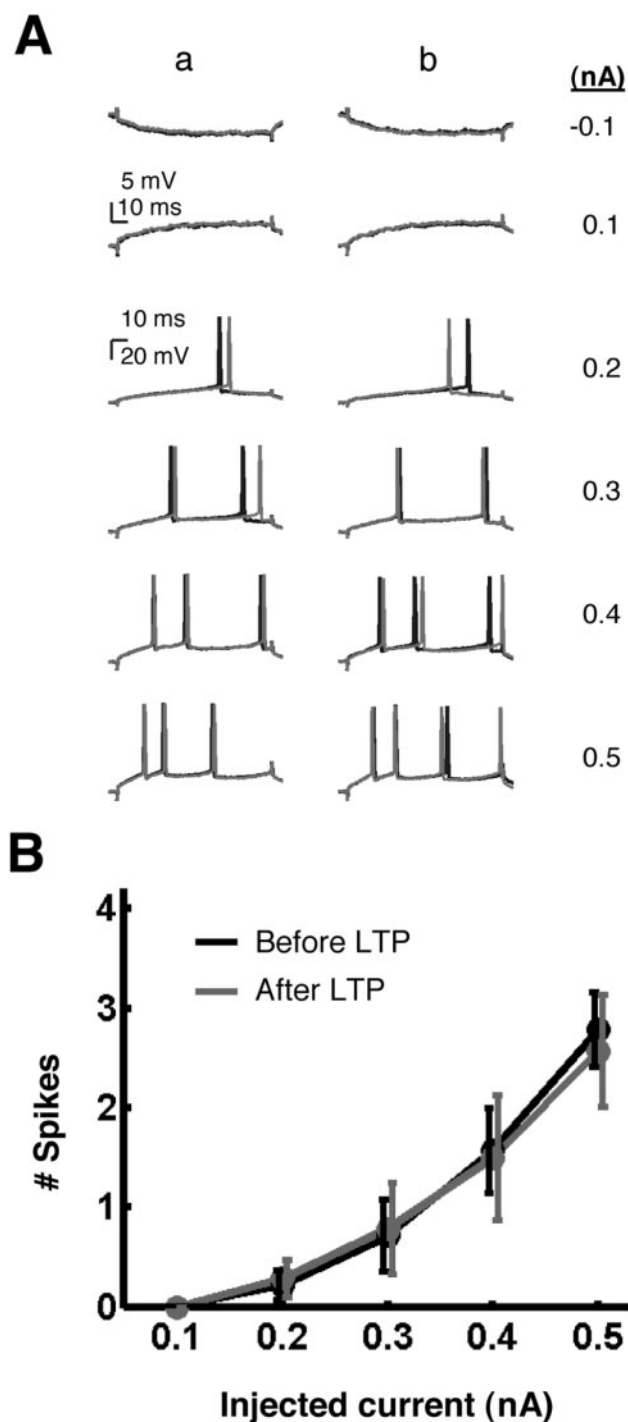 A
a b (nA)
-0.1
5 mV
10 ms
0.1
10 ms
20 mV
0.2
0.3
0.4
0.5
B
4
3
2
1
0
# Spikes
Before LTP
After LTP
0.1 0.2 0.3 0.4 0.5
Injected current (nA)